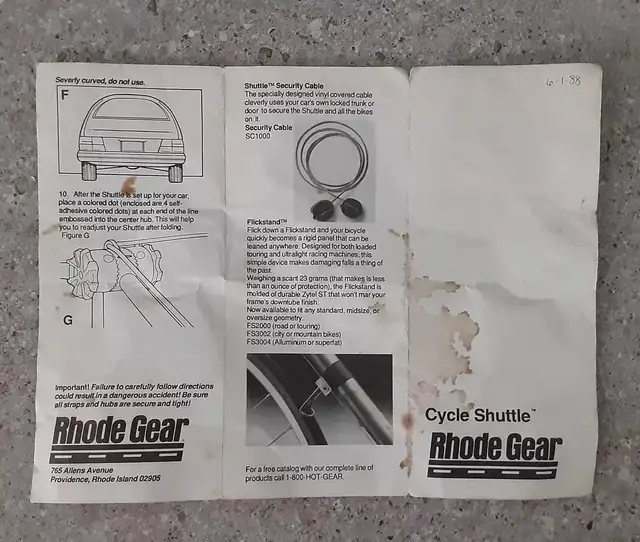 Severly curved, do not use.
F
10. After the Shuttle is set up for your car,
place a colored dot (enclosed are 4 self-
adhesive colored dots) at each end of the line
embossed into the center hub. This will help
you to readjust your Shuttle after folding.
Figure G
G
Important! Failure to carefully follow directions
could result in a dangerous accident! Be sure
all straps and hubs are secure and tight!
Rhode Gear
765 Allens Avenue
Providence, Rhode Island 02905
Shuttle™ Security Cable
The specially designed vinyl covered cable
cleverly uses your car's own locked trunk or
door to secure the Shuttle and all the bikes
on it.
Security Cable
SC1000
Flickstand™
Flick down a Flickstand and your bicycle
quickly becomes a rigid panel that can be
leaned anywhere. Designed for both loaded
touring and ultralight racing machines, this
simple device makes damaging falls a thing of
the past.
Weighing a scant 23 grams (that makes is less
than an ounce of protection), the Flickstand is
molded of durable Zytel ST that won't mar your
frame's downtube finish.
Now available to fit any standard, midsize, or
oversize geometry.
FS2000 (road or touring)
FS3002 (city or mountain bikes)
FS3004 (Alluminum or superfat)
For a free catalog with our complete line of
products call 1-800-HOT-GEAR.
6-1-88
Cycle Shuttle™
Rhode Gear